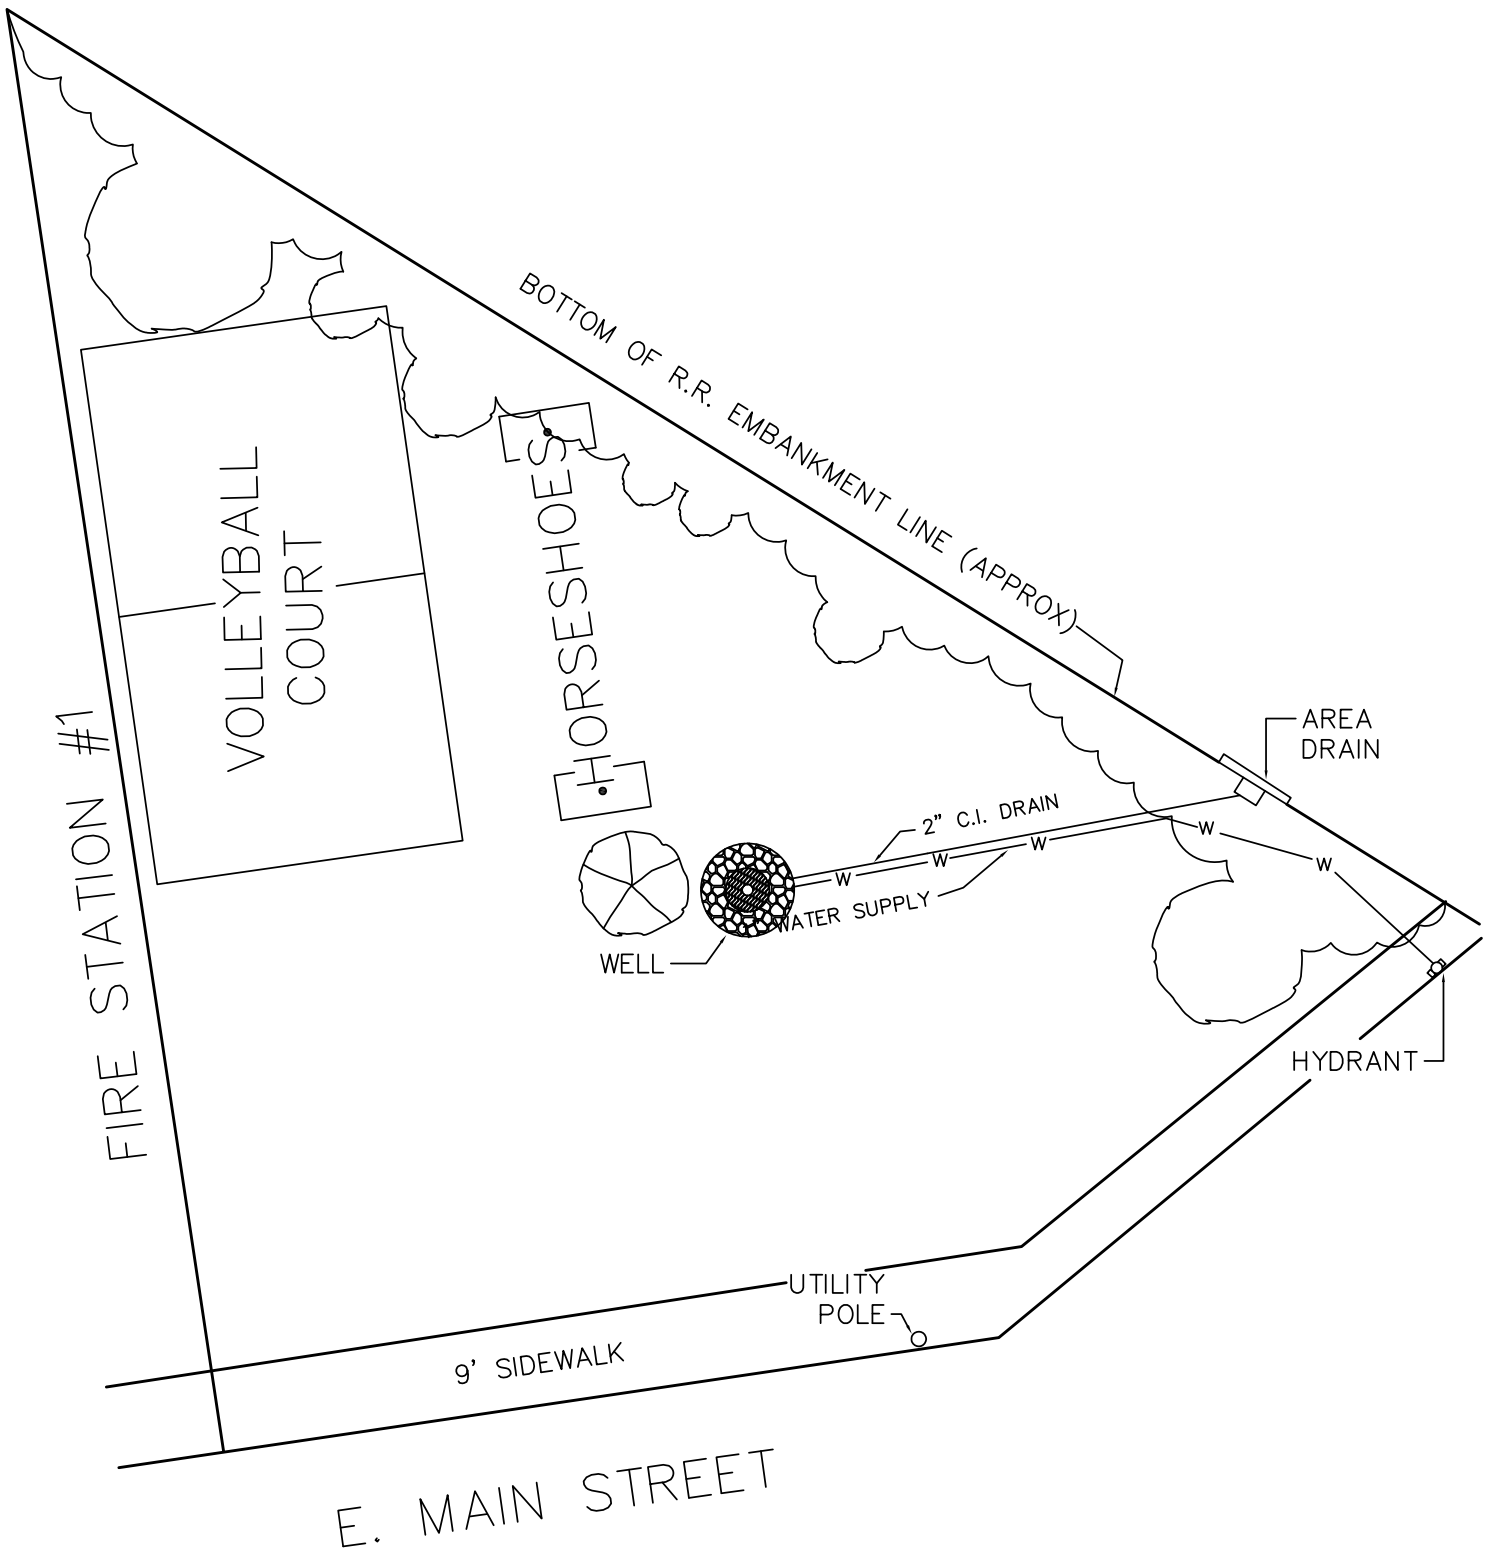 BOTTOM OF R.R. EMBANKMENT LINE (APPROX)
VOLLEYBALL
COURT
HORSESHOES
FIRE STATION #1
AREA
DRAIN
2" C.I. DRAIN
W
W
W
W
W
WATER SUPPLY
WELL
HYDRANT
UTILITY
POLE
9' SIDEWALK
E. MAIN STREET